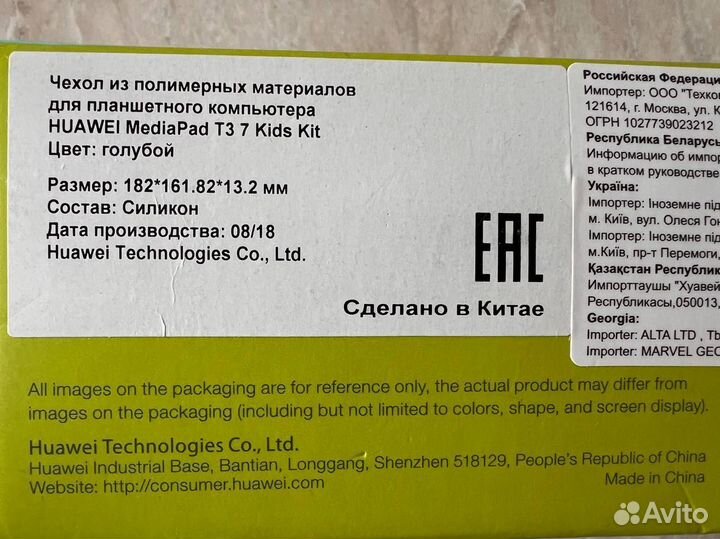 Чехол из полимерных материалов
для планшетного компьютера
HUAWEI MediaPad T3 7 Kids Kit
Цвет: голубой
Размер: 182*161.82*13.2 мм
Состав: Силикон
Дата производства: 08/18
Huawei Technologies Co., Ltd.
EAC
Сделано в Китае
Российская Федераци
Импортер: ООО "Техко
121614, г. Москва, ул. К
ОГРН 1027739023212
Республика Беларусь
Информацию об импор
в кратком руководстве
Україна:
Імпортер: Іноземне під
м. Київ, вул. Олеся Гон
Імпортер: Іноземне під
м.Київ, пр-т Перемоги,
Қазақстан Республик
Импорттаушы "Хуавей
Республикасы,050013,
Georgia:
Importer: ALTA LTD , Tb
Importer: MARVEL GEO
All images on the packaging are for reference only, the actual product may differ from
images on the packaging (including but not limited to colors, shape, and screen display).
Huawei Technologies Co., Ltd.
Huawei Industrial Base, Bantian, Longgang, Shenzhen 518129, People's Republic of China
Website: http://consumer.huawei.com
Made in China
Avito